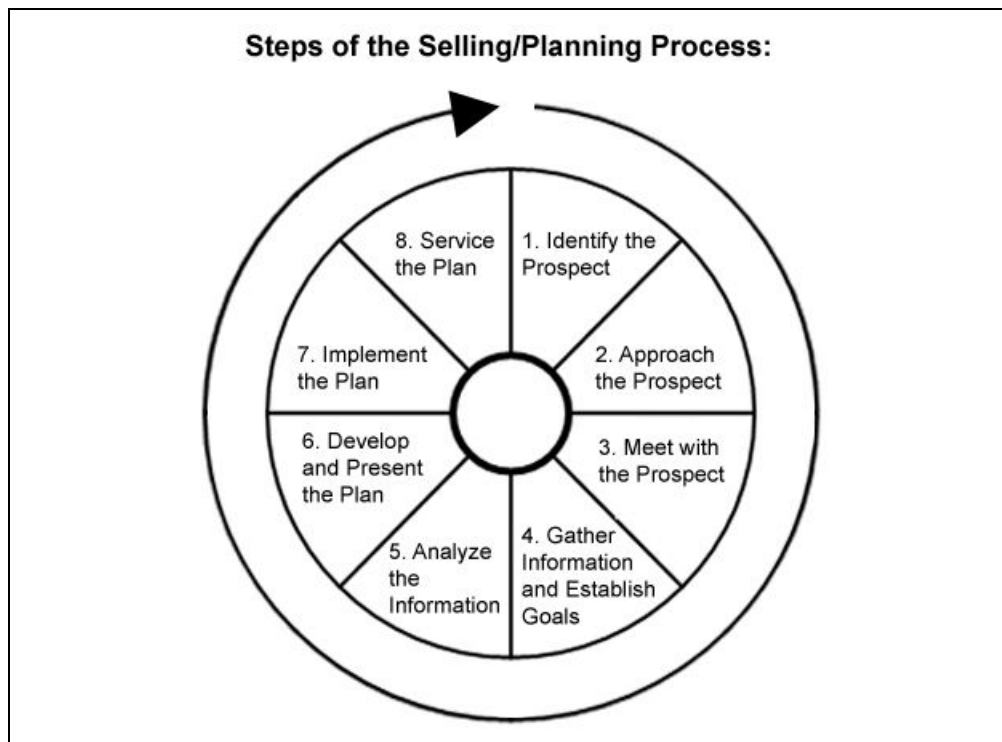 Steps of the Selling/Planning Process:
1. Identify the
Prospect
2. Approach
the Prospect
3. Meet with
the Prospect
4. Gather
Information
and Establish
Goals
5. Analyze
the
Information
6. Develop
and Present
the Plan
7. Implement
the Plan
8. Service
the Plan